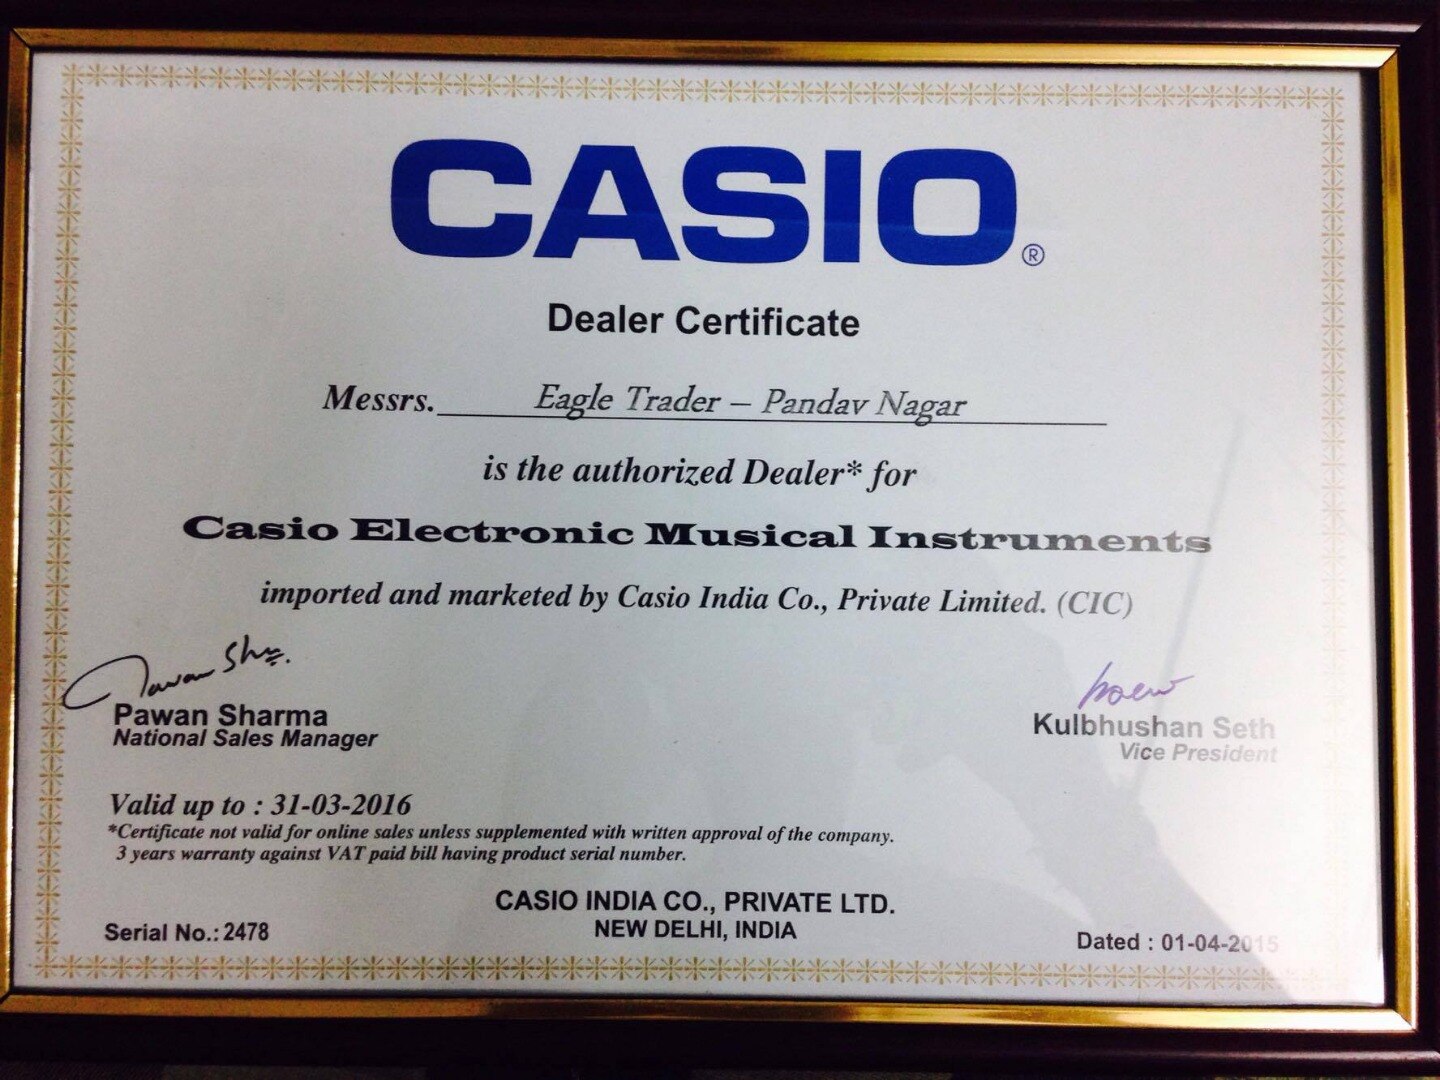 CASIO®
Dealer Certificate
Messrs. Eagle Trader – Pandav Nagar
is the authorized Dealer* for
Casio Electronic Musical Instruments
imported and marketed by Casio India Co., Private Limited. (CIC)
Pawan Sharma
National Sales Manager
Kulbhushan Seth
Vice President
Valid up to : 31-03-2016
*Certificate not valid for online sales unless supplemented with written approval of the company.
3 years warranty against VAT paid bill having product serial number.
CASIO INDIA CO., PRIVATE LTD.
NEW DELHI, INDIA
Serial No.: 2478
Dated : 01-04-2015